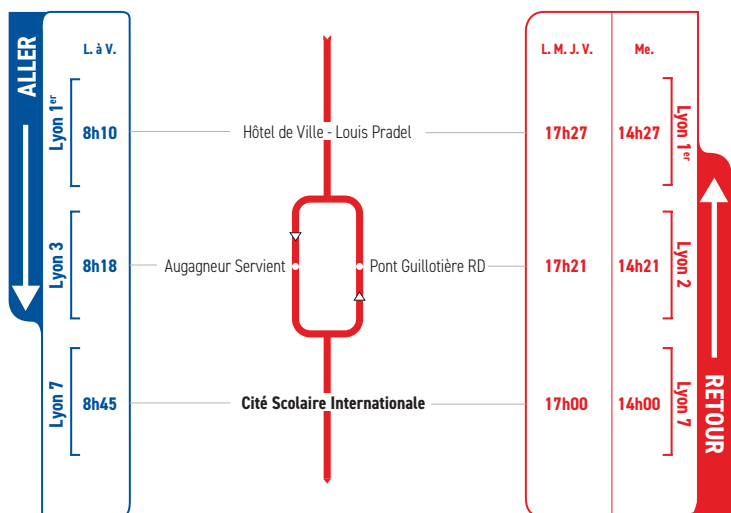 ALLER
L. à V.
L. M. J. V.
Me.
Lyon 1er
8h10
Hôtel de Ville - Louis Pradel
17h27
14h27
Lyon 1er
Lyon 3
8h18
Augagneur Servient
Pont Guillotière RD
17h21
14h21
Lyon 2
Lyon 7
8h45
Cité Scolaire Internationale
17h00
14h00
Lyon 7
RETOUR